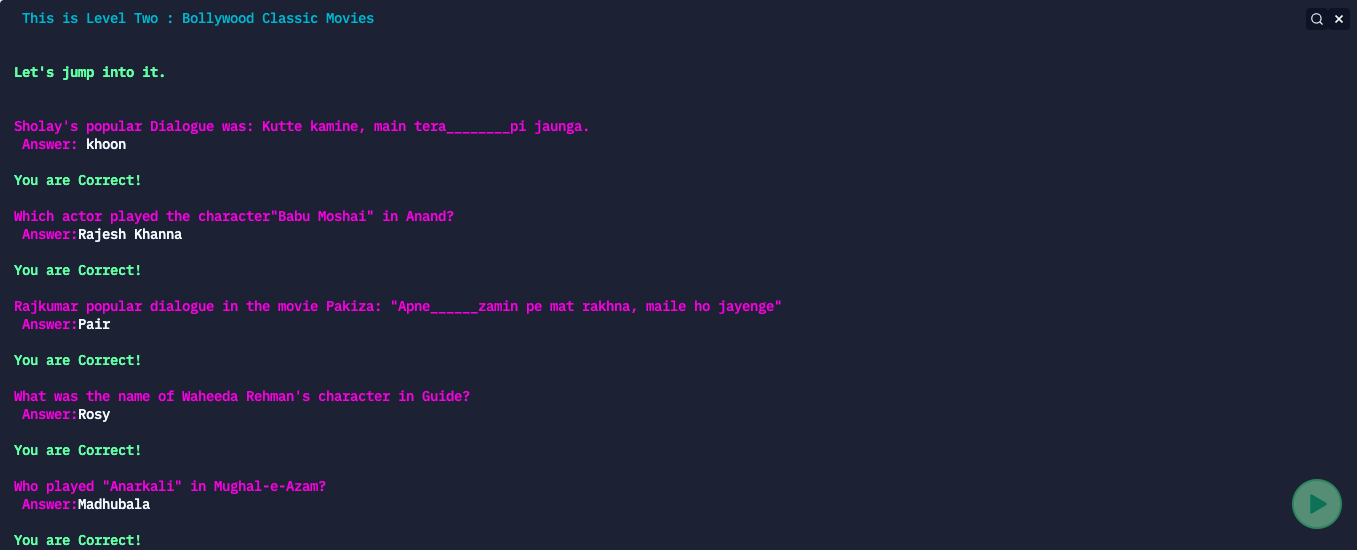 This is Level Two : Bollywood Classic Movies
Let's jump into it.
Sholay's popular Dialogue was: Kutte kamine, main tera________pi jaunga.
Answer: khoon
You are Correct!
Which actor played the character"Babu Moshai" in Anand?
Answer:Rajesh Khanna
You are Correct!
Rajkumar popular dialogue in the movie Pakiza: "Apne______zamin pe mat rakhna, maile ho jayenge"
Answer:Pair
You are Correct!
What was the name of Waheeda Rehman's character in Guide?
Answer:Rosy
You are Correct!
Who played "Anarkali" in Mughal-e-Azam?
Answer:Madhubala
You are Correct!